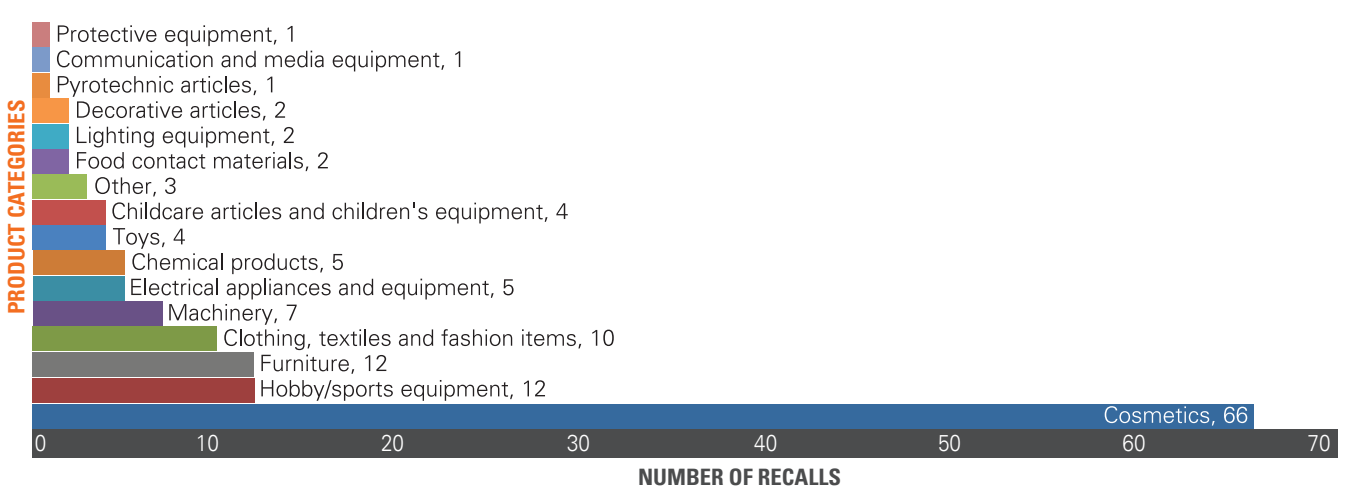 PRODUCT CATEGORIES
Protective equipment, 1
Communication and media equipment, 1
Pyrotechnic articles, 1
Decorative articles, 2
Lighting equipment, 2
Food contact materials, 2
Other, 3
Childcare articles and children's equipment, 4
Toys, 4
Chemical products, 5
Electrical appliances and equipment, 5
Machinery, 7
Clothing, textiles and fashion items, 10
Furniture, 12
Hobby/sports equipment, 12
Cosmetics, 66
0 10 20 30 40 50 60 70
NUMBER OF RECALLS